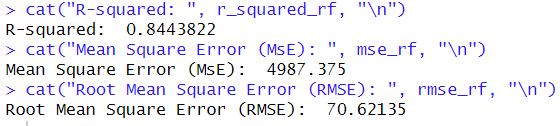 > cat("R-squared: ", r_squared_rf, "\n")
R-squared:  0.8443822
> cat("Mean Square Error (MsE): ", mse_rf, "\n")
Mean Square Error (MsE):  4987.375
> cat("Root Mean Square Error (RMSE): ", rmse_rf, "\n")
Root Mean Square Error (RMSE):  70.62135